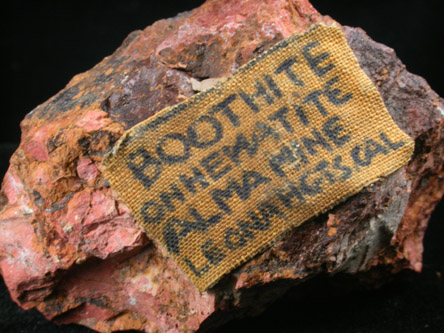 BOOTHITE
ON HEMATITE
ALMA MINE
LEONA HGTS CAL